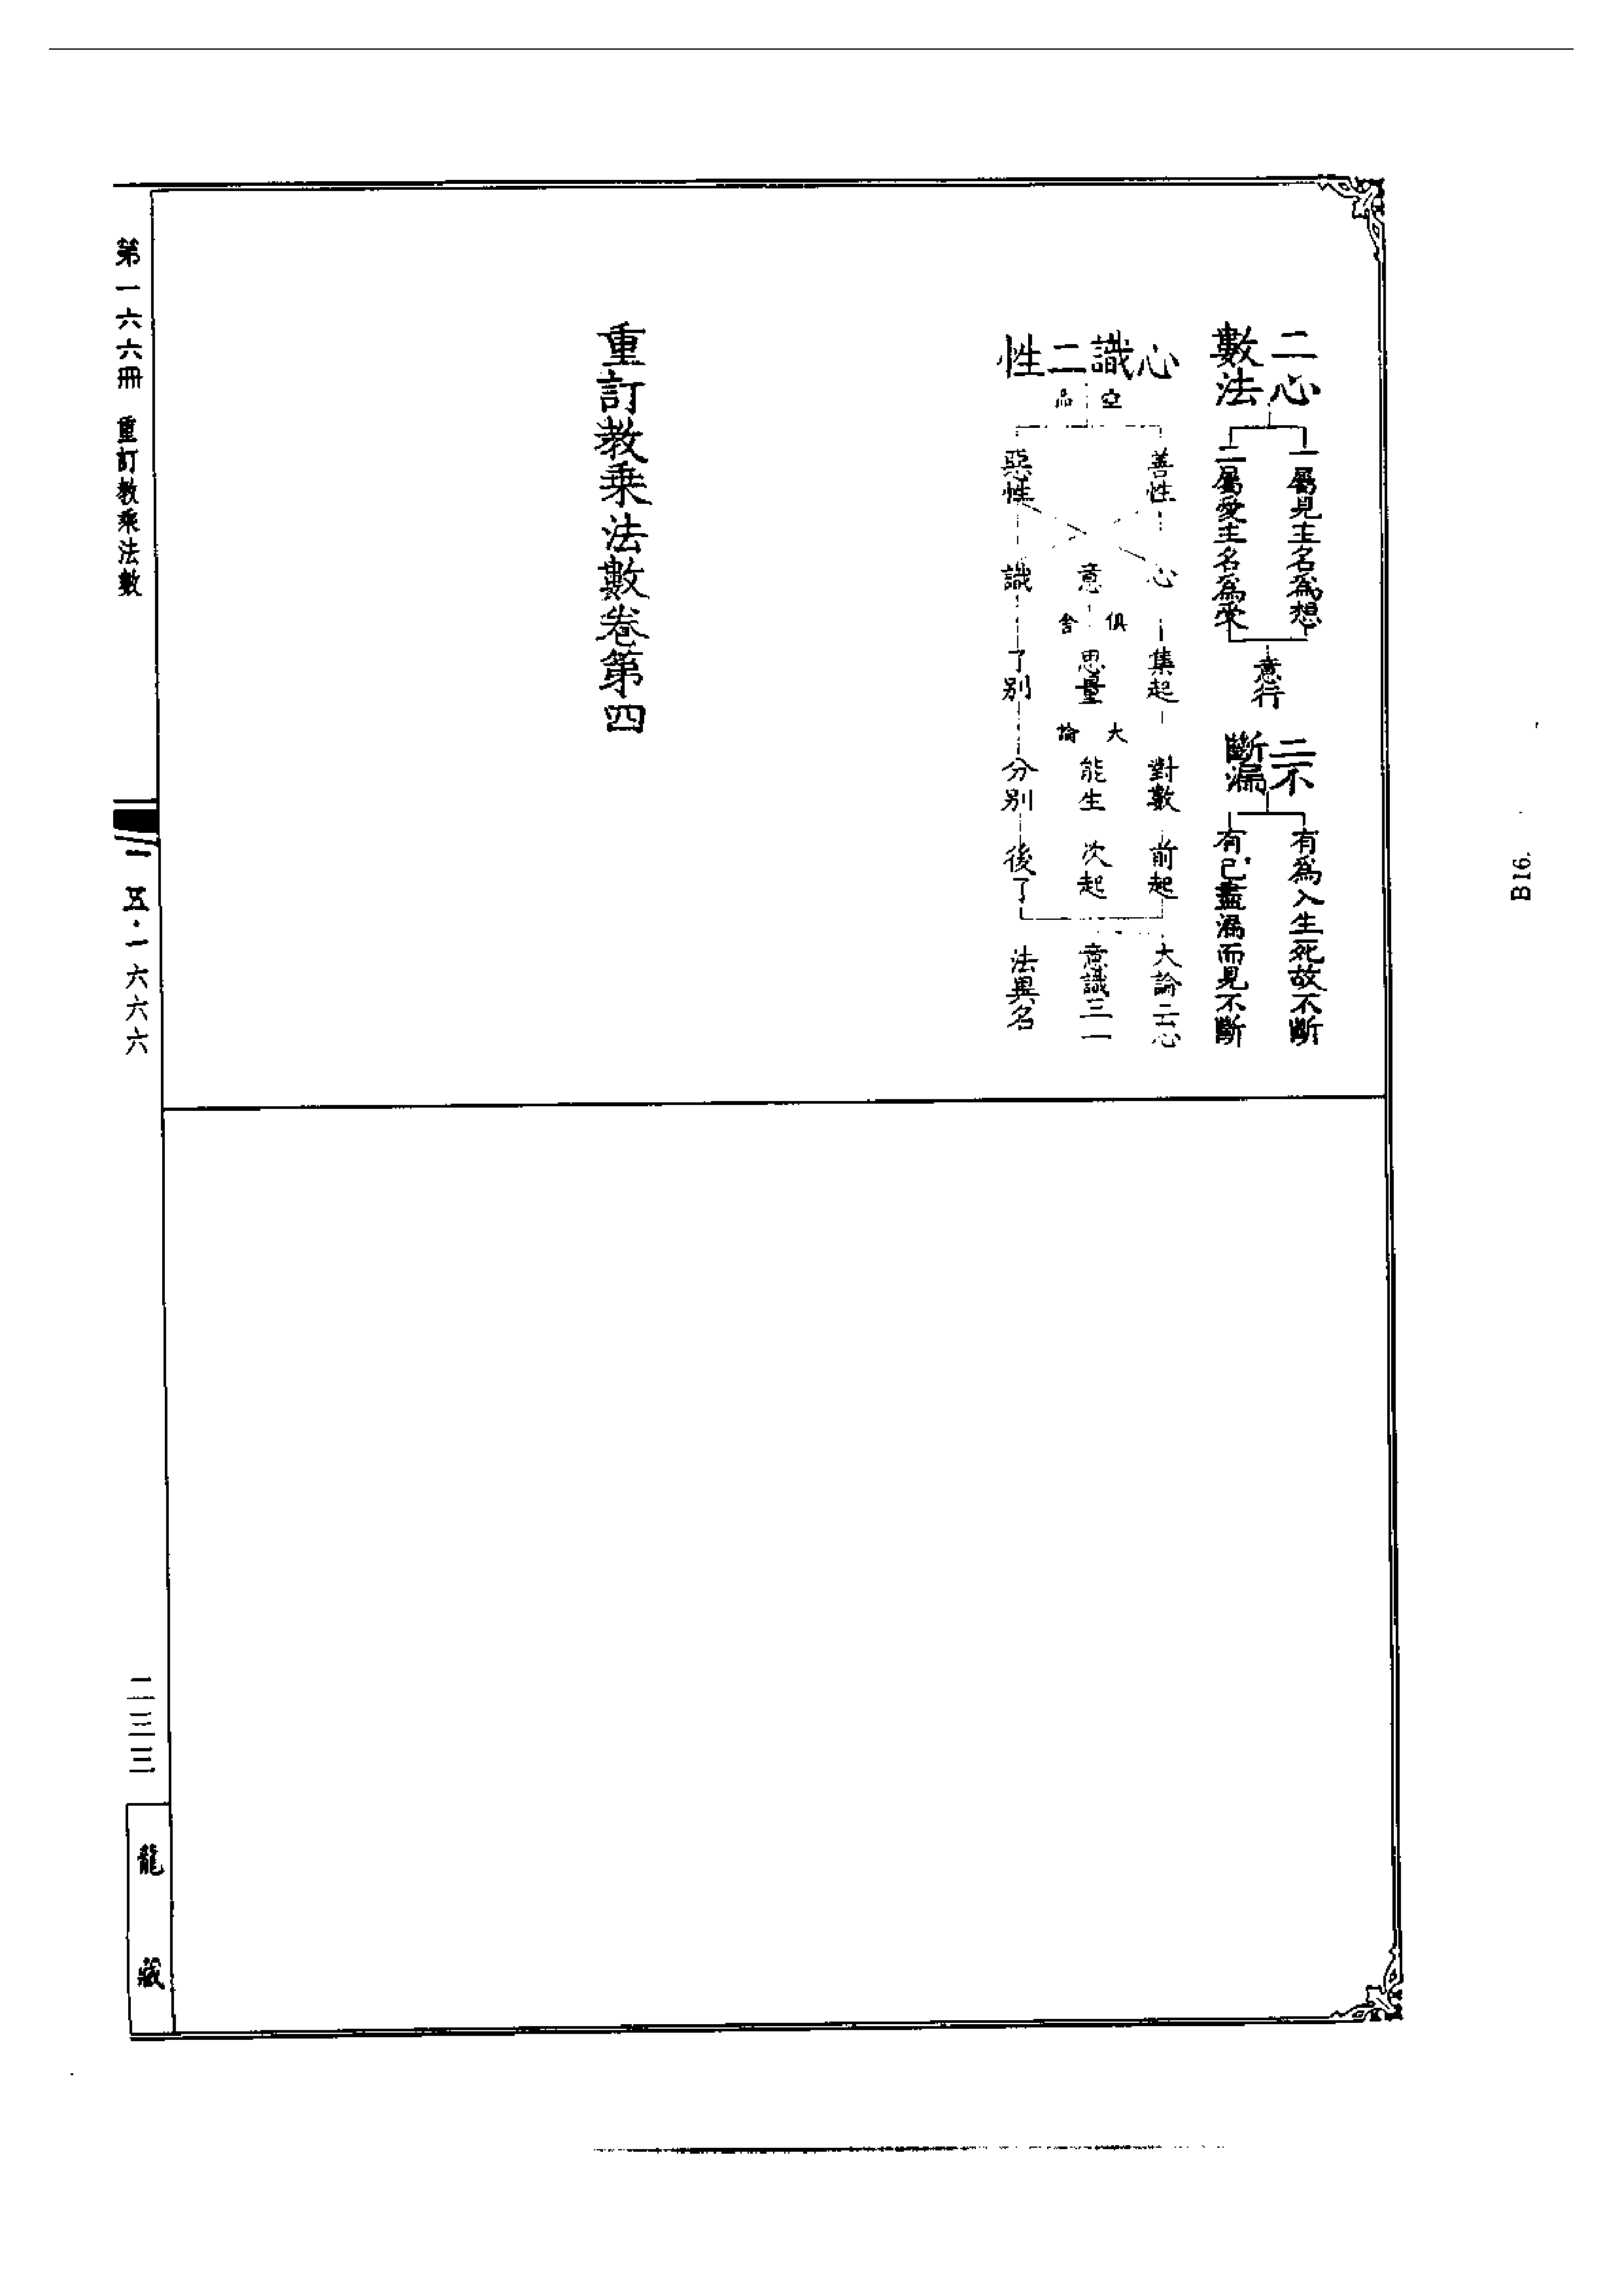 二心
數法
一屬見主名為想
二屬愛主名為受
意行
二不
斷漏
有為入生死故不斷
有已盡漏而見不斷
心識二性
空品
善性
惡性
心
意
識
俱舍
集起
思量
了別
大論
對數
能生
分別
前起
次起
後了
大論云心
意識三一
法異名
重訂教乘法數卷第四
第一六六冊 重訂教乘法數
一五·一六六六
二三三
龍藏
B16.